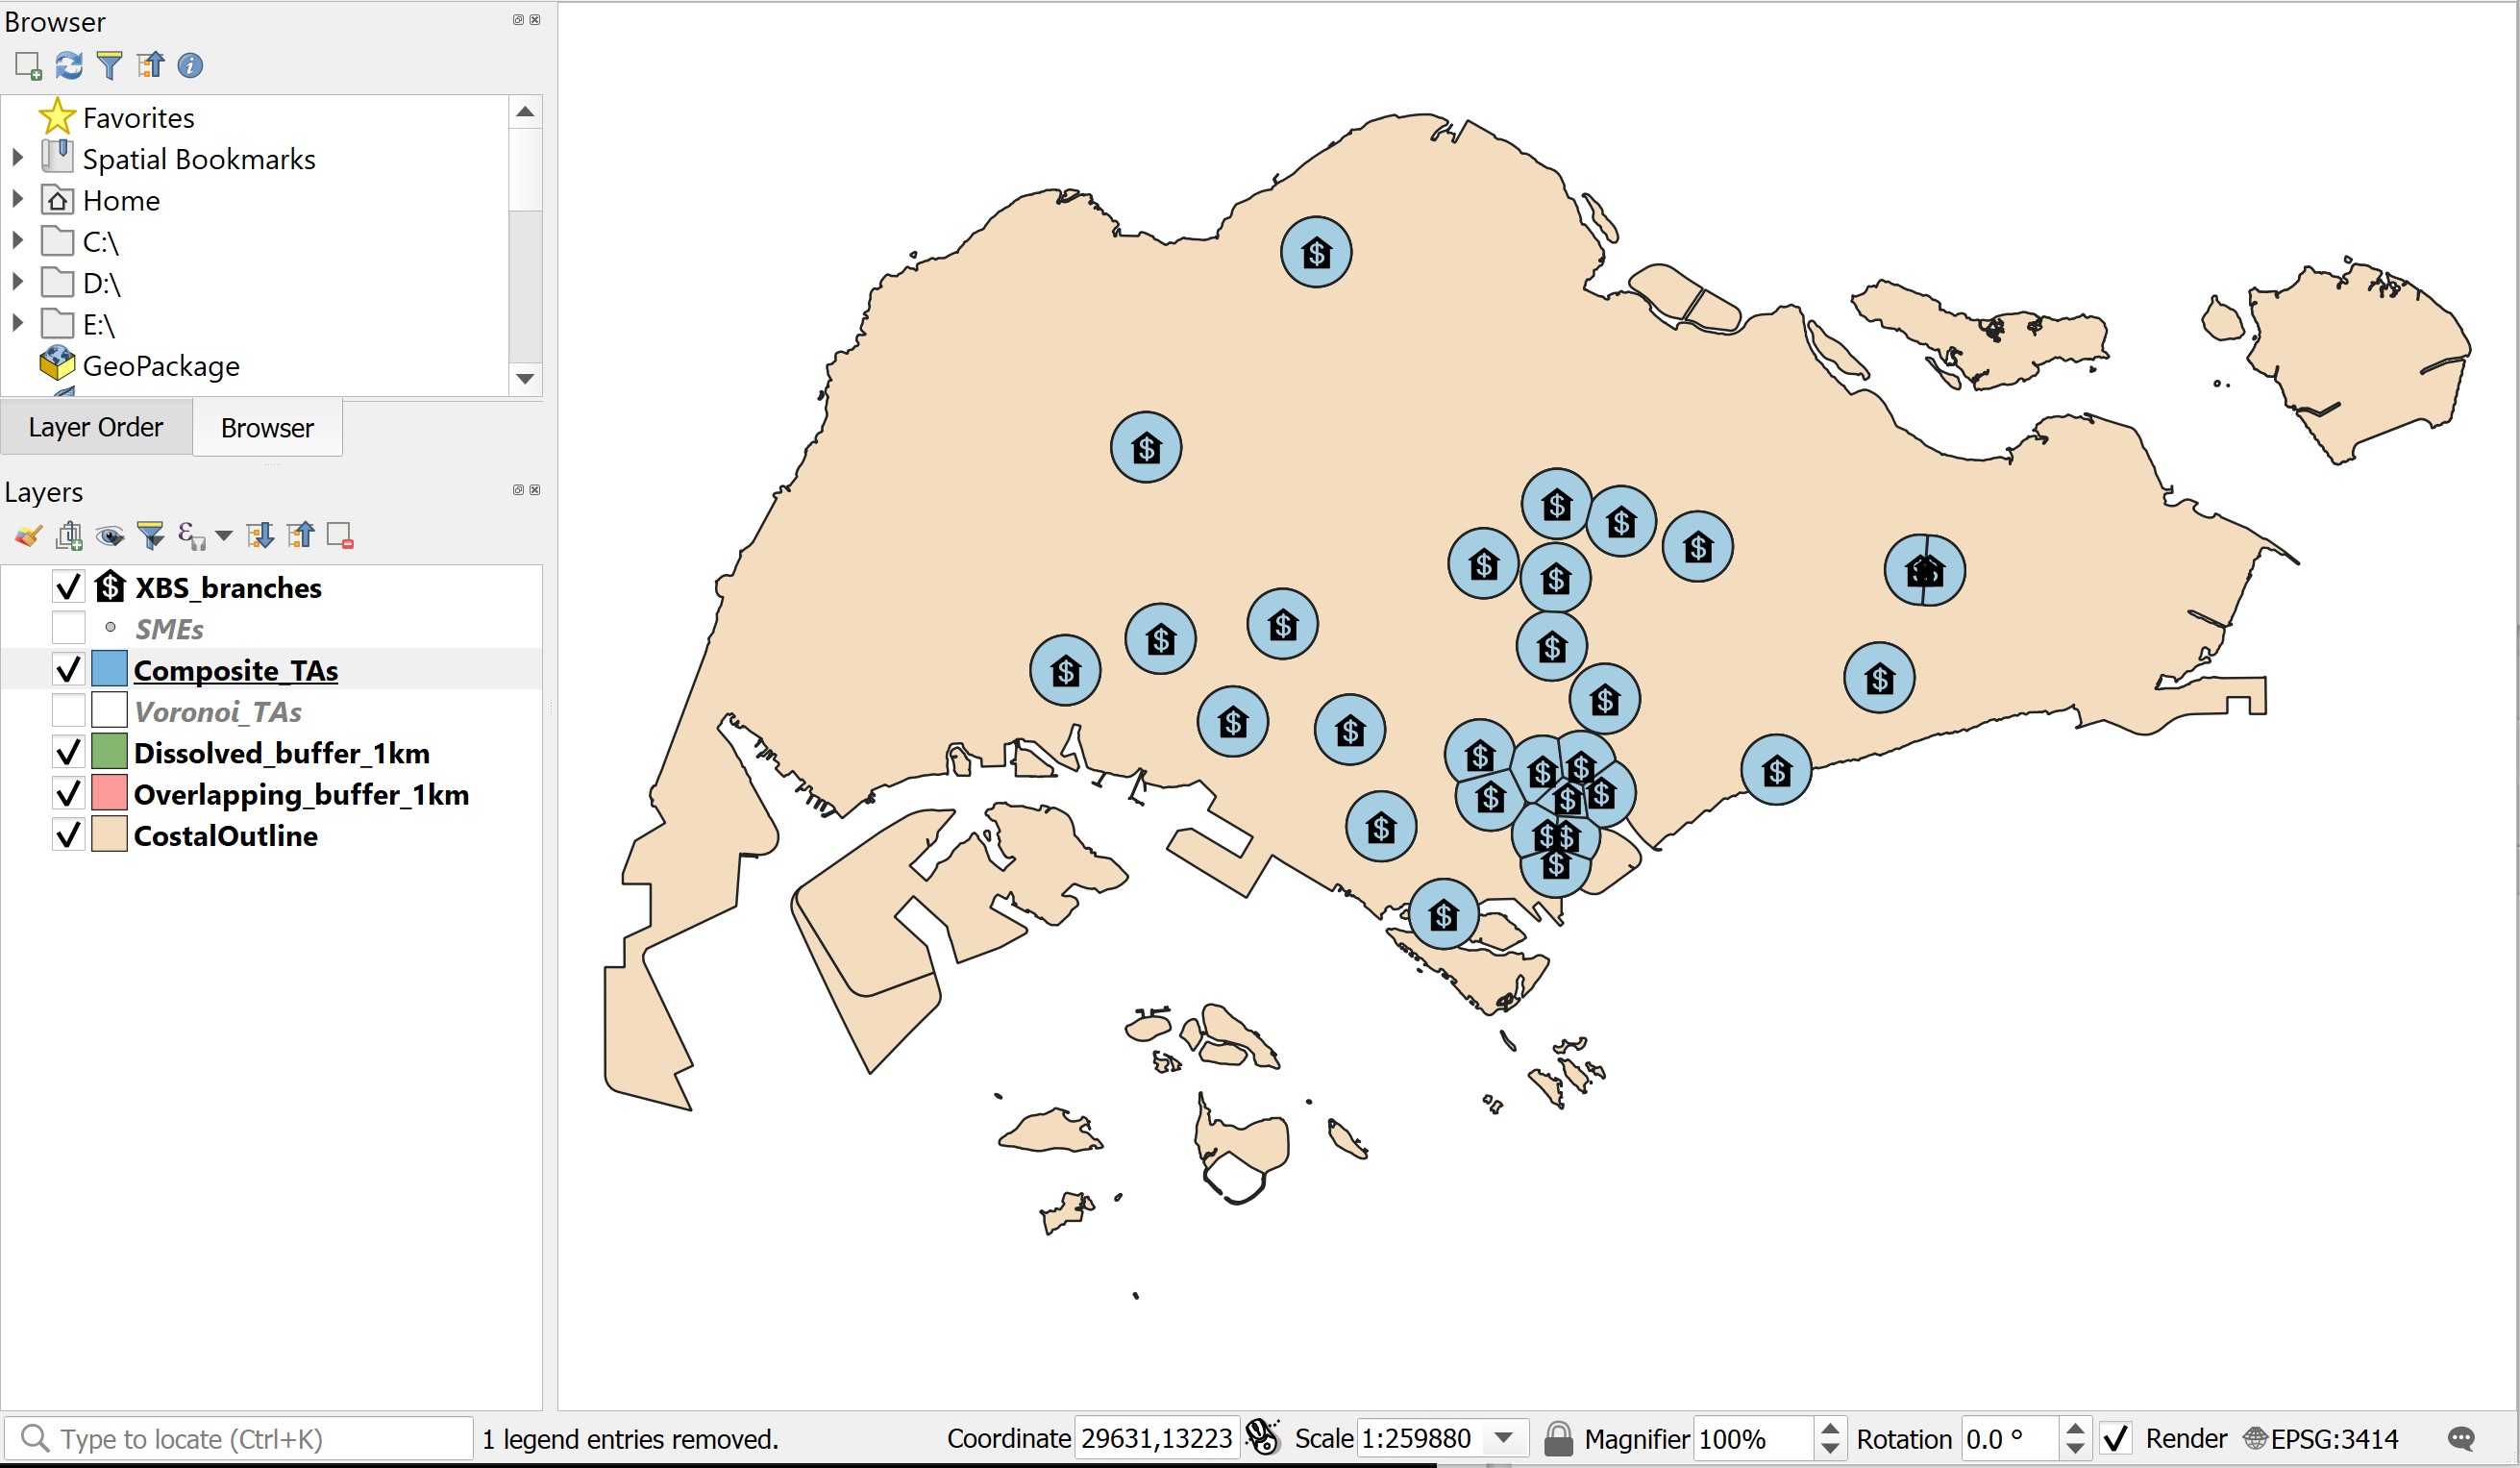 Browser
Favorites
Spatial Bookmarks
Home
C:\
D:\
E:\
GeoPackage
Layer Order
Browser
Layers
XBS_branches
SMEs
Composite_TAs
Voronoi_TAs
Dissolved_buffer_1km
Overlapping_buffer_1km
CostalOutline
Type to locate (Ctrl+K)
1 legend entries removed.
Coordinate 29631,13223
Scale 1:259880
Magnifier 100%
Rotation 0.0 °
Render
EPSG:3414